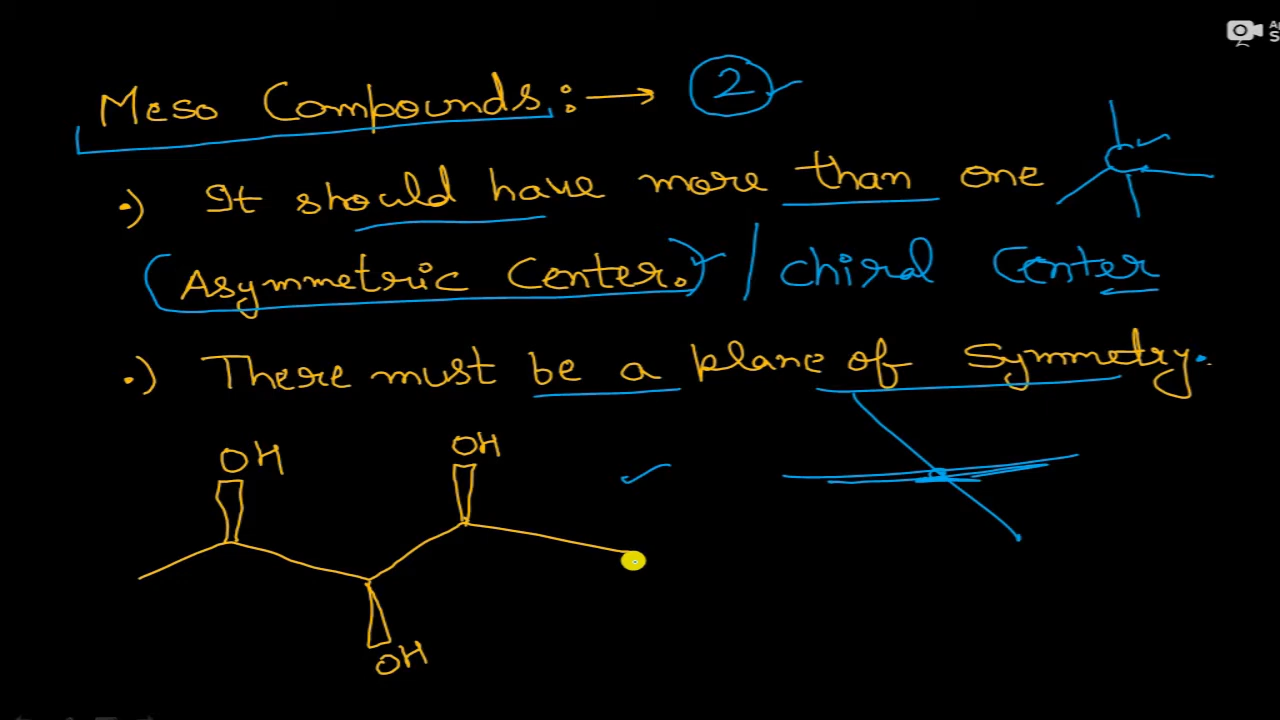 Meso Compounds :→ 2
•) It should have more than one C
(Asymmetric Center.) / chiral Center
•) There must be a plane of Symmetry.
OH OH
OH